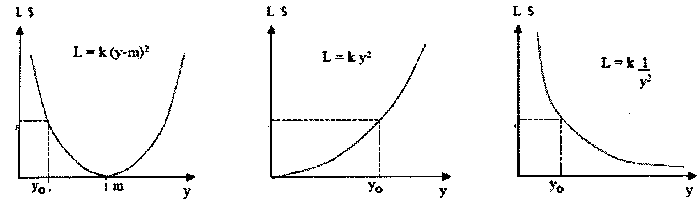 L $
L = k (y-m)²
y₀
m
y
L $
L = k y²
y₀
y
L $
L = k 1/y²
y₀
y